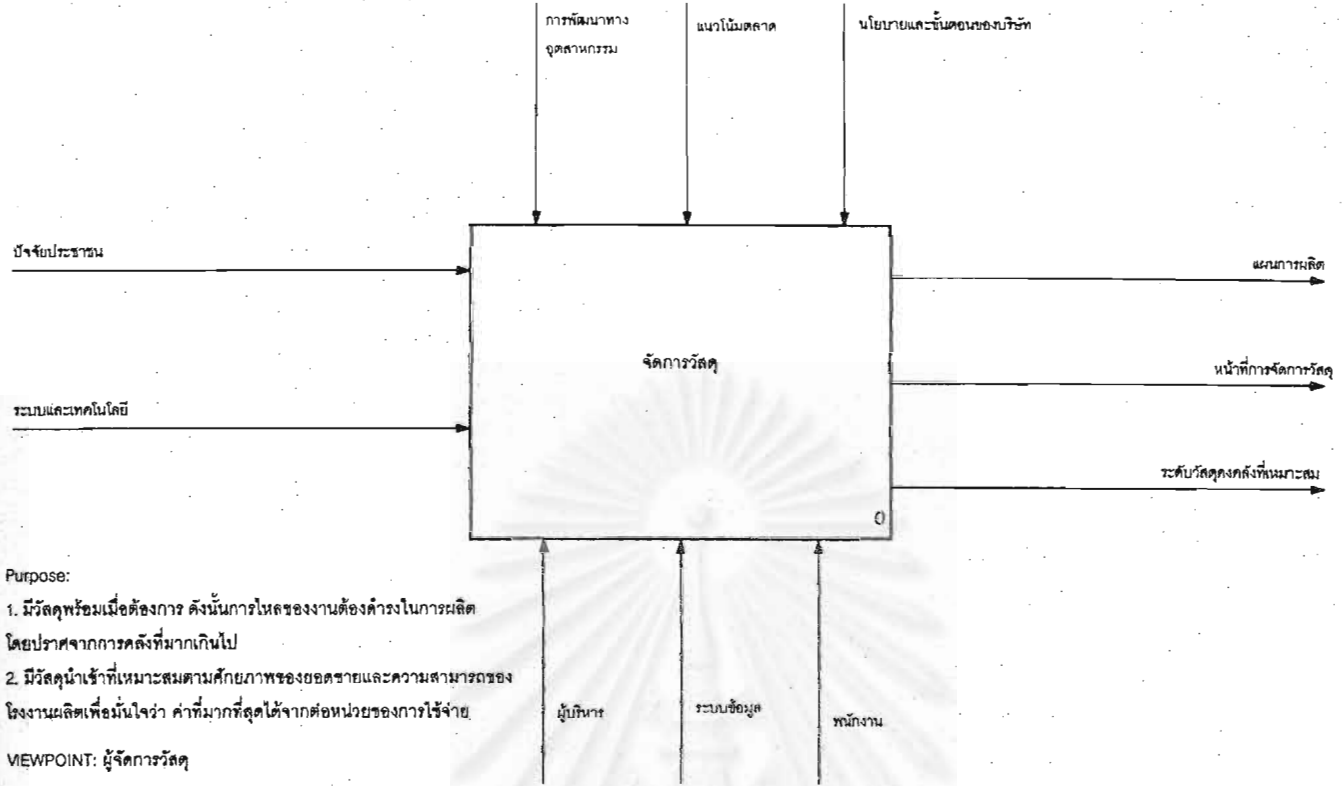 การพัฒนาทาง
อุตสาหกรรม
แนวโน้มตลาด
นโยบายและขั้นตอนของบริษัท
ปัจจัยประชาชน
แผนการผลิต
จัดการวัสดุ
หน้าที่การจัดการวัสดุ
ระบบและเทคโนโลยี
ระดับวัสดุคงคลังที่เหมาะสม
0
Purpose:
1. มีวัสดุพร้อมเมื่อต้องการ ดังนั้นการไหลของงานต้องดำรงในการผลิต
โดยปราศจากการคลังที่มากเกินไป
2. มีวัสดุนำเข้าที่เหมาะสมตามศักยภาพของยอดขายและความสามารถของ
โรงงานผลิตเพื่อมั่นใจว่า ค่าที่มากที่สุดได้จากต่อหน่วยของการใช้จ่าย
ผู้บริหาร
ระบบข้อมูล
พนักงาน
VIEWPOINT: ผู้จัดการวัสดุ